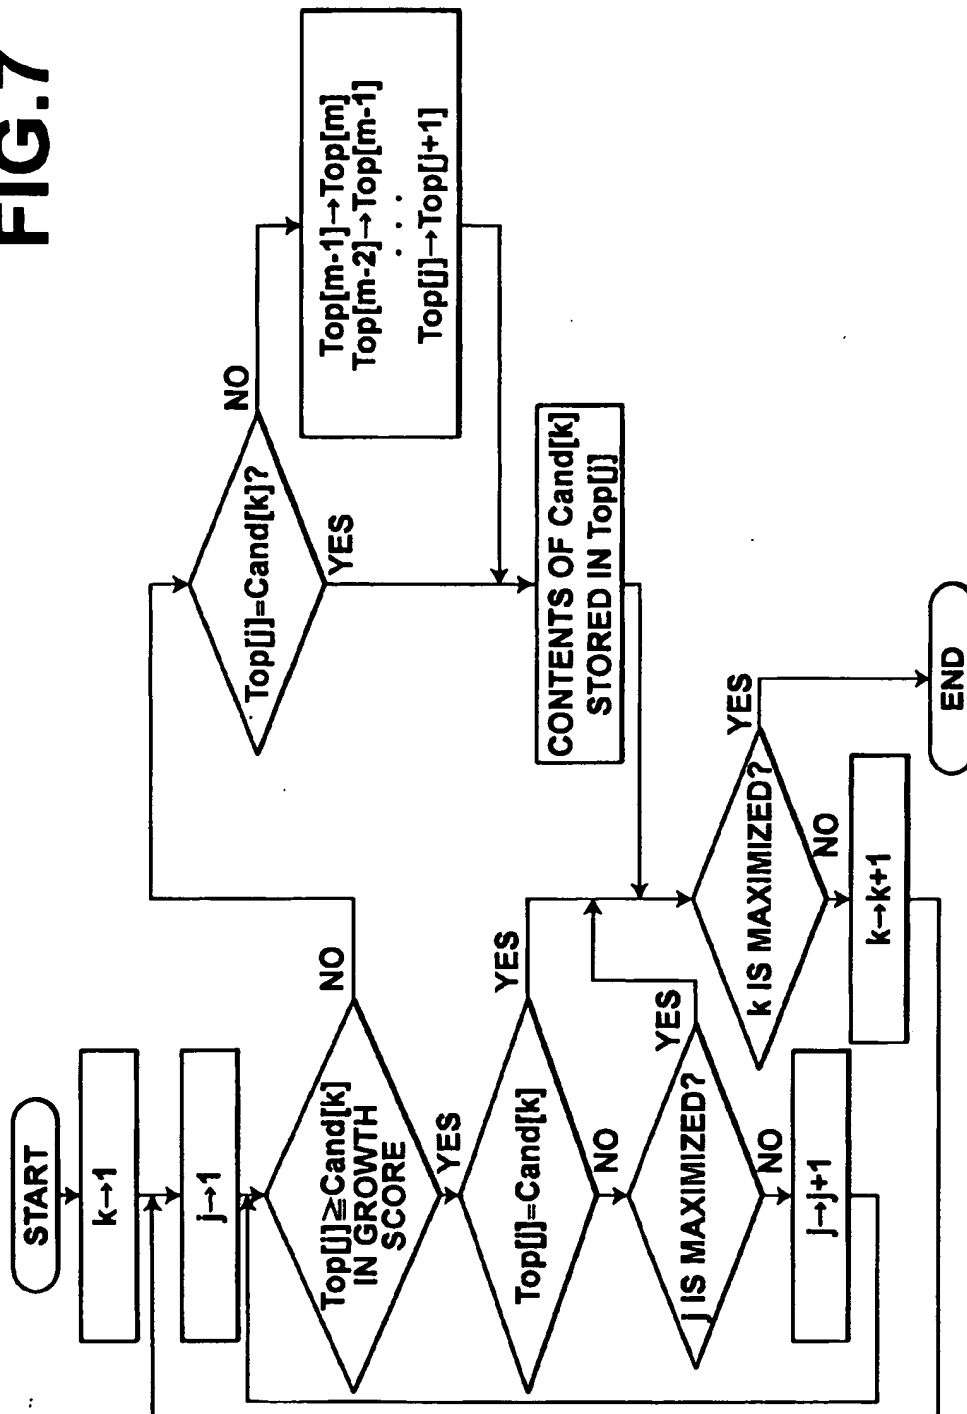 FIG.7
START
k→1
j→1
Top[j]≧Cand[k]
IN GROWTH
SCORE
NO
YES
Top[j]=Cand[k]
YES
NO
j IS MAXIMIZED?
YES
NO
j→j+1
Top[j]=Cand[k]?
NO
YES
Top[m-1]→Top[m]
Top[m-2]→Top[m-1]
· · ·
Top[j]→Top[j+1]
CONTENTS OF Cand[k]
STORED IN Top[j]
k IS MAXIMIZED?
YES
NO
k→k+1
END